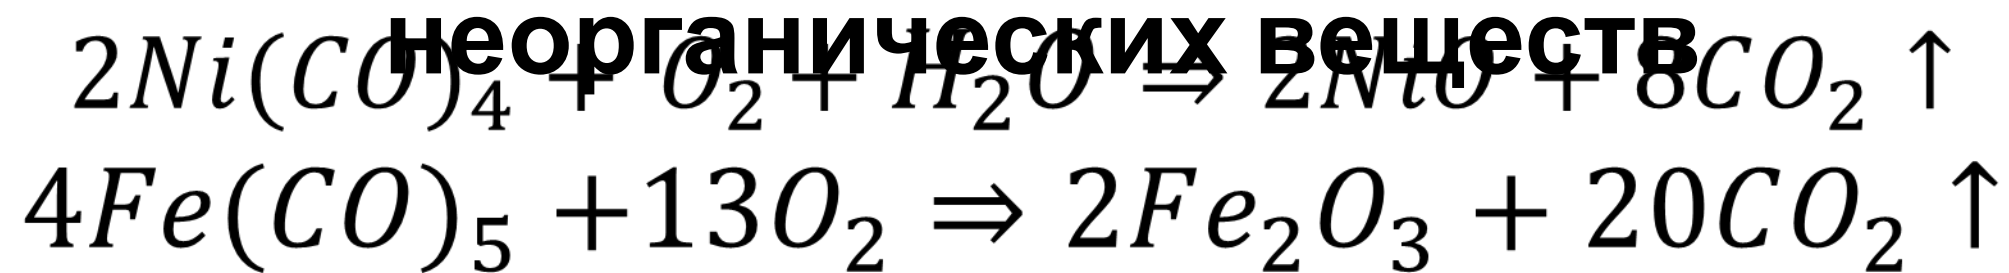 неорганических веществ
2Ni(CO)₄ + O₂ + H₂O ⇒ 2NiO + 8CO₂ ↑
4Fe(CO)₅ +13O₂ ⇒ 2Fe₂O₃ + 20CO₂ ↑